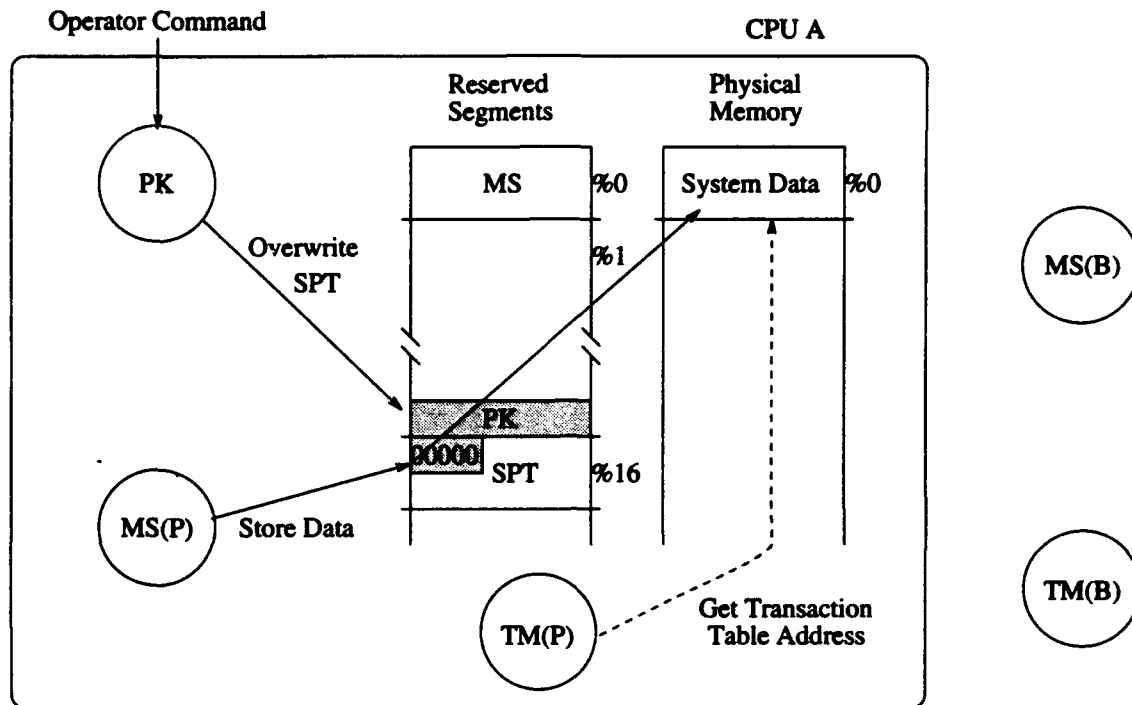 Operator Command
CPU A
Reserved
Segments
Physical
Memory
PK
MS
%0
System Data
%0
Overwrite
SPT
%1
MS(B)
PK
00000
SPT
%16
MS(P)
Store Data
TM(P)
Get Transaction
Table Address
TM(B)